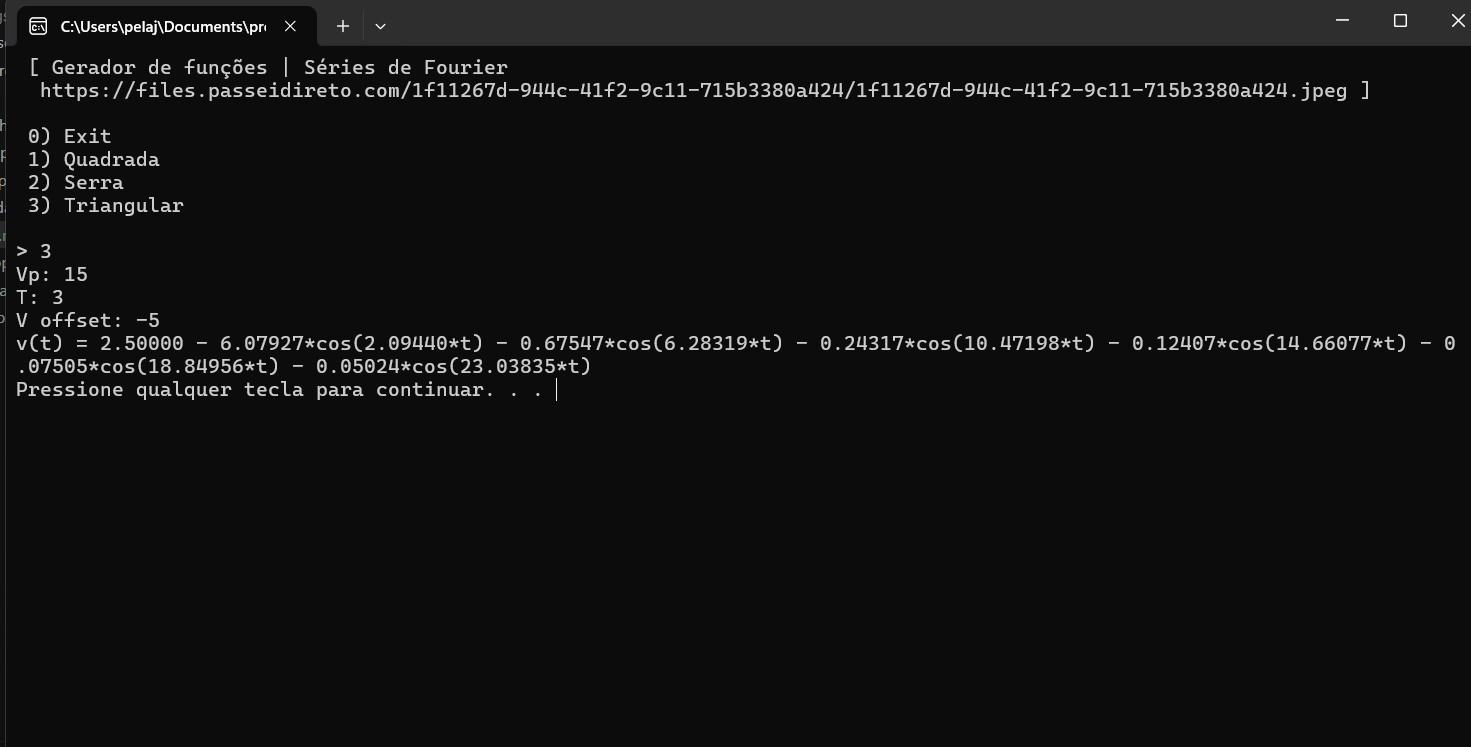 C:\Users\pelaj\Documents\pr
[ Gerador de funções | Séries de Fourier
https://files.passeidireto.com/1f11267d-944c-41f2-9c11-715b3380a424/1f11267d-944c-41f2-9c11-715b3380a424.jpeg ]
0) Exit
1) Quadrada
2) Serra
3) Triangular
> 3
Vp: 15
T: 3
V offset: -5
v(t) = 2.50000 - 6.07927*cos(2.09440*t) - 0.67547*cos(6.28319*t) - 0.24317*cos(10.47198*t) - 0.12407*cos(14.66077*t) - 0
.07505*cos(18.84956*t) - 0.05024*cos(23.03835*t)
Pressione qualquer tecla para continuar. . .